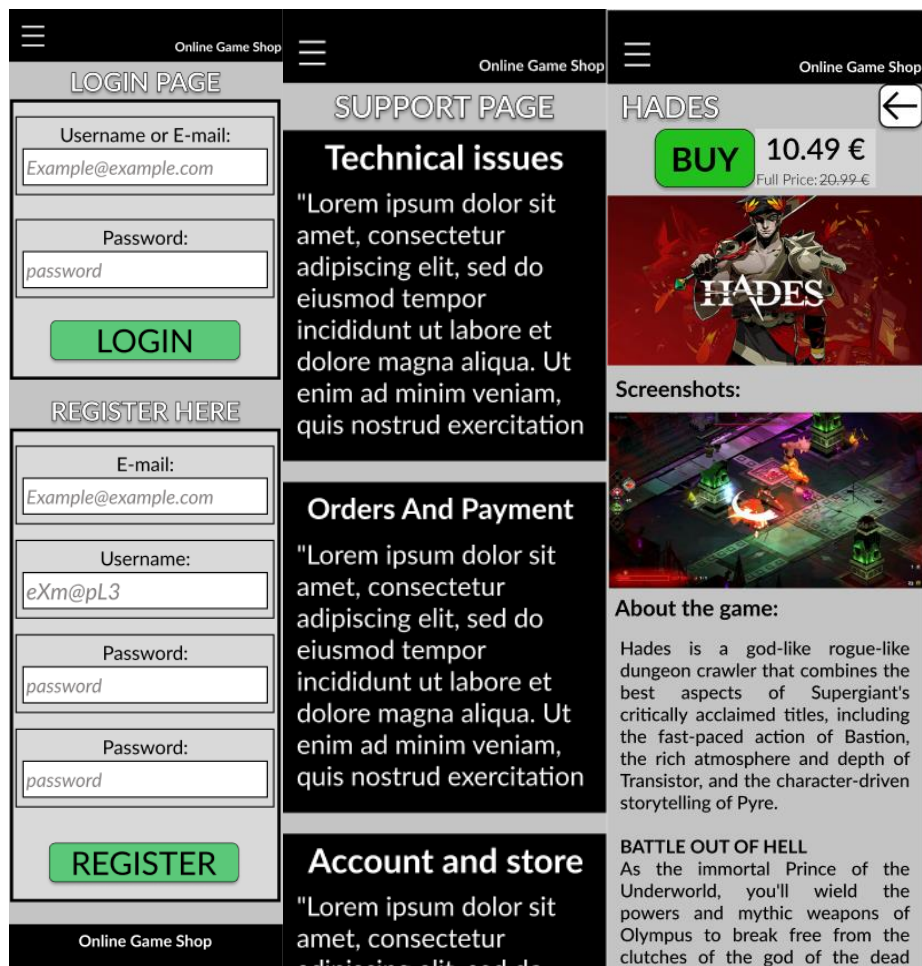 Online Game Shop
LOGIN PAGE
Username or E-mail:
Example@example.com
Password:
password
LOGIN
REGISTER HERE
E-mail:
Example@example.com
Username:
eXm@pL3
Password:
password
Password:
password
REGISTER
Online Game Shop
Online Game Shop
SUPPORT PAGE
Technical issues
"Lorem ipsum dolor sit
amet, consectetur
adipiscing elit, sed do
eiusmod tempor
incididunt ut labore et
dolore magna aliqua. Ut
enim ad minim veniam,
quis nostrud exercitation
Orders And Payment
"Lorem ipsum dolor sit
amet, consectetur
adipiscing elit, sed do
eiusmod tempor
incididunt ut labore et
dolore magna aliqua. Ut
enim ad minim veniam,
quis nostrud exercitation
Account and store
"Lorem ipsum dolor sit
amet, consectetur
Online Game Shop
HADES
BUY
10.49 €
Full Price: 20.99 €
HADES
Screenshots:
About the game:
Hades is a god-like rogue-like
dungeon crawler that combines the
best aspects of Supergiant's
critically acclaimed titles, including
the fast-paced action of Bastion,
the rich atmosphere and depth of
Transistor, and the character-driven
storytelling of Pyre.
BATTLE OUT OF HELL
As the immortal Prince of the
Underworld, you'll wield the
powers and mythic weapons of
Olympus to break free from the
clutches of the god of the dead